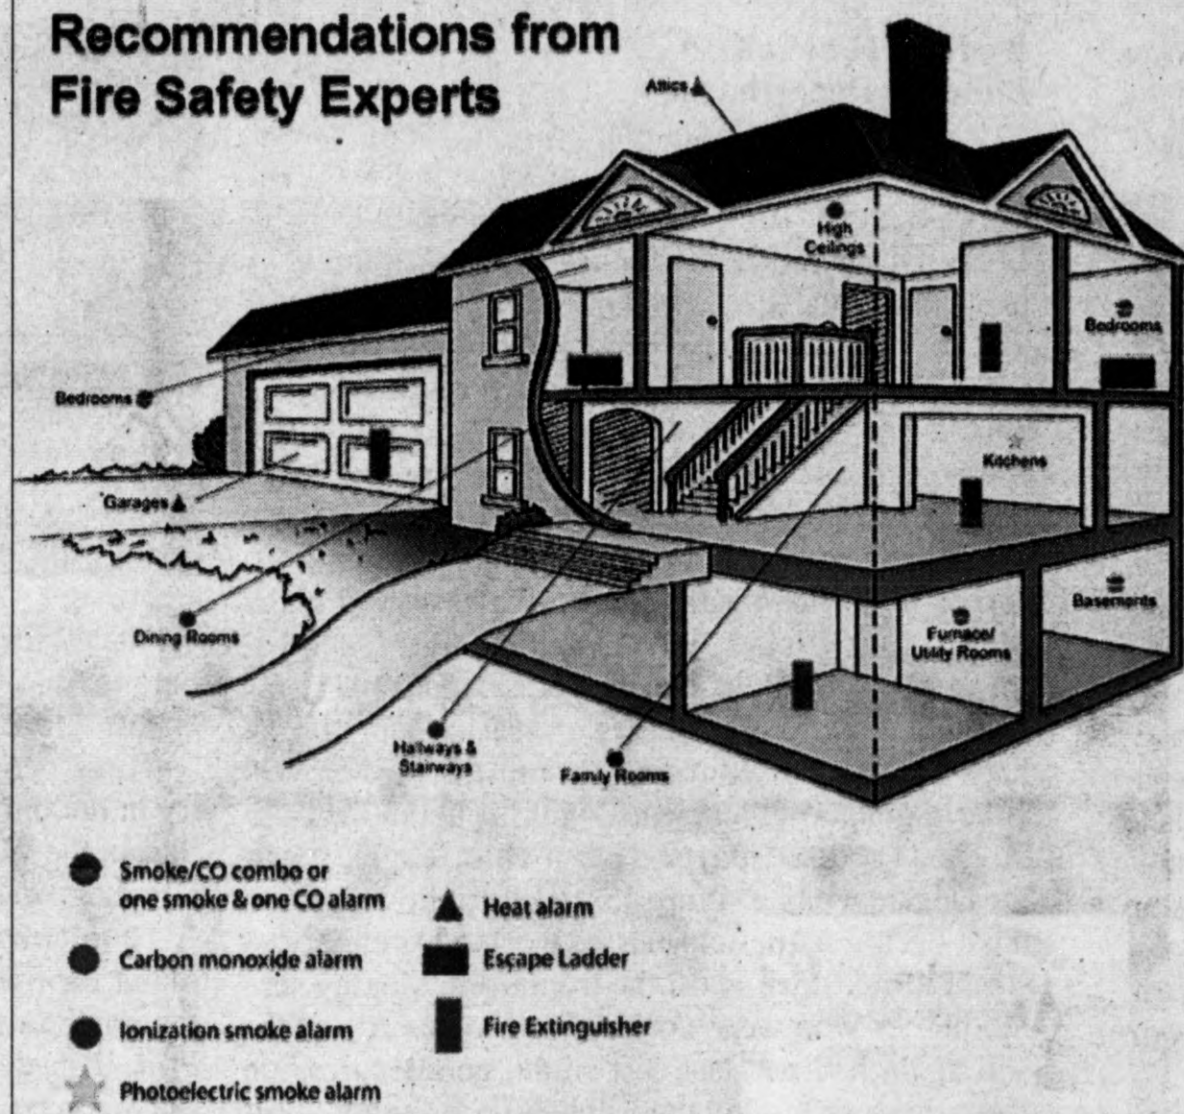 Recommendations from
Fire Safety Experts
Attics
High
Ceilings
Bedrooms
Bedrooms
Kitchens
Garages
Dining Rooms
Basements
Furnace/
Utility Rooms
Hallways &
Stairways
Family Rooms
Smoke/CO combo or
one smoke & one CO alarm
Carbon monoxide alarm
Ionization smoke alarm
Photoelectric smoke alarm
Heat alarm
Escape Ladder
Fire Extinguisher